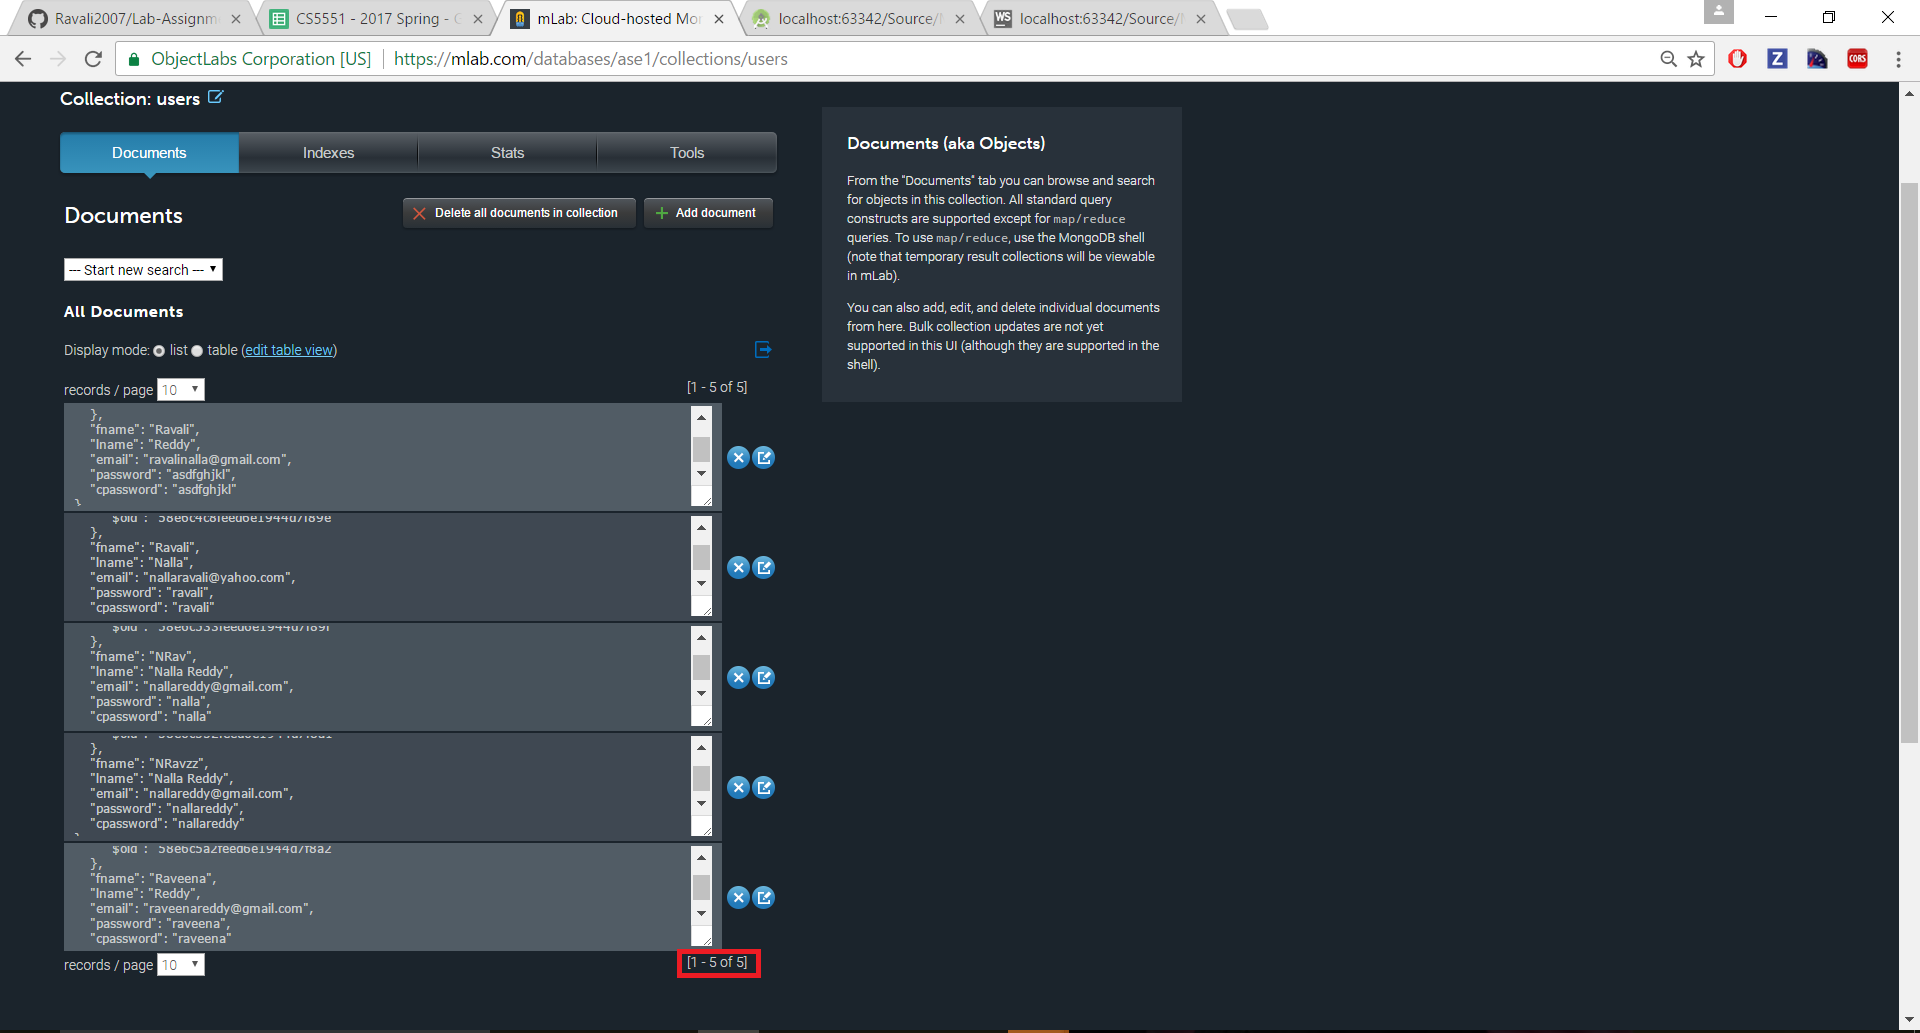 Ravali2007/Lab-Assignm
CS5551 - 2017 Spring - G
mLab: Cloud-hosted Mon
localhost:63342/Source/
localhost:63342/Source/
ObjectLabs Corporation [US]
https://mlab.com/databases/ase1/collections/users
Collection: users
Documents
Indexes
Stats
Tools
Documents
Delete all documents in collection
Add document
--- Start new search ---
All Documents
Display mode: list table (edit table view)
records / page 10
[1 - 5 of 5]
},
"fname": "Ravali",
"lname": "Reddy",
"email": "ravalinalla@gmail.com",
"password": "asdfghjkl",
"cpassword": "asdfghjkl"
}
"$oid": "58e6c4c8feed6e1944d7f89e"
},
"fname": "Ravali",
"lname": "Nalla",
"email": "nallaravali@yahoo.com",
"password": "ravali",
"cpassword": "ravali"
"$oid": "58e6c533feed6e1944d7f89f"
},
"fname": "NRav",
"lname": "Nalla Reddy",
"email": "nallareddy@gmail.com",
"password": "nalla",
"cpassword": "nalla"
},
"fname": "NRavzz",
"lname": "Nalla Reddy",
"email": "nallareddy@gmail.com",
"password": "nallareddy",
"cpassword": "nallareddy"
"$oid": "58e6c5a2feed6e1944d7f8a2"
},
"fname": "Raveena",
"lname": "Reddy",
"email": "raveenareddy@gmail.com",
"password": "raveena",
"cpassword": "raveena"
records / page 10
[1 - 5 of 5]
Documents (aka Objects)
From the "Documents" tab you can browse and search
for objects in this collection. All standard query
constructs are supported except for map/reduce
queries. To use map/reduce, use the MongoDB shell
(note that temporary result collections will be viewable
in mLab).
You can also add, edit, and delete individual documents
from here. Bulk collection updates are not yet
supported in this UI (although they are supported in the
shell).
WS
Z
CORS